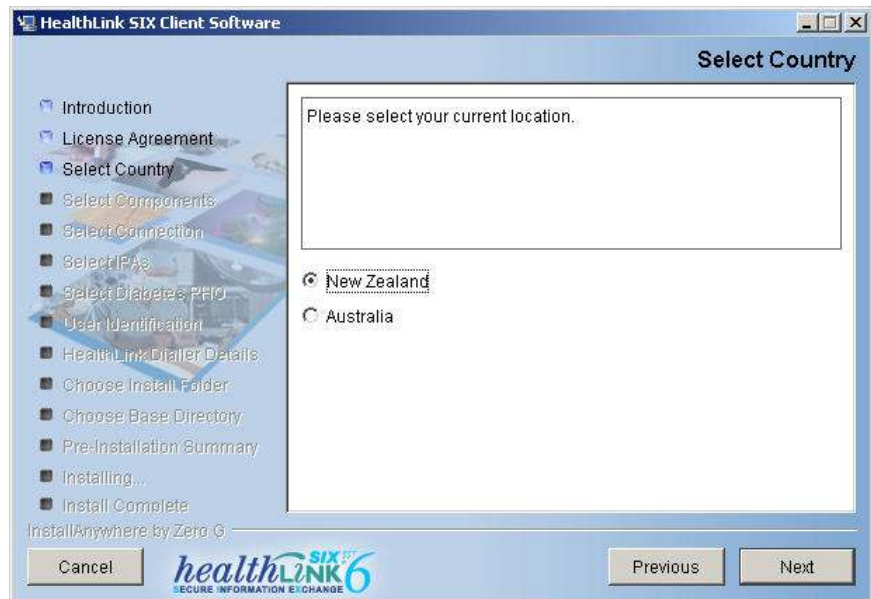 HealthLink SIX Client Software
Select Country
Introduction
License Agreement
Select Country
Select Components
Select Connection
Select IPAs
Select Diabetes PHO
User Identification
HealthLink Dialler Details
Choose Install Folder
Choose Base Directory
Pre-Installation Summary
Installing...
Install Complete
Please select your current location.
New Zealand
Australia
InstallAnywhere by Zero G
Cancel
healthLINK SIX 6
SECURE INFORMATION EXCHANGE
Previous
Next